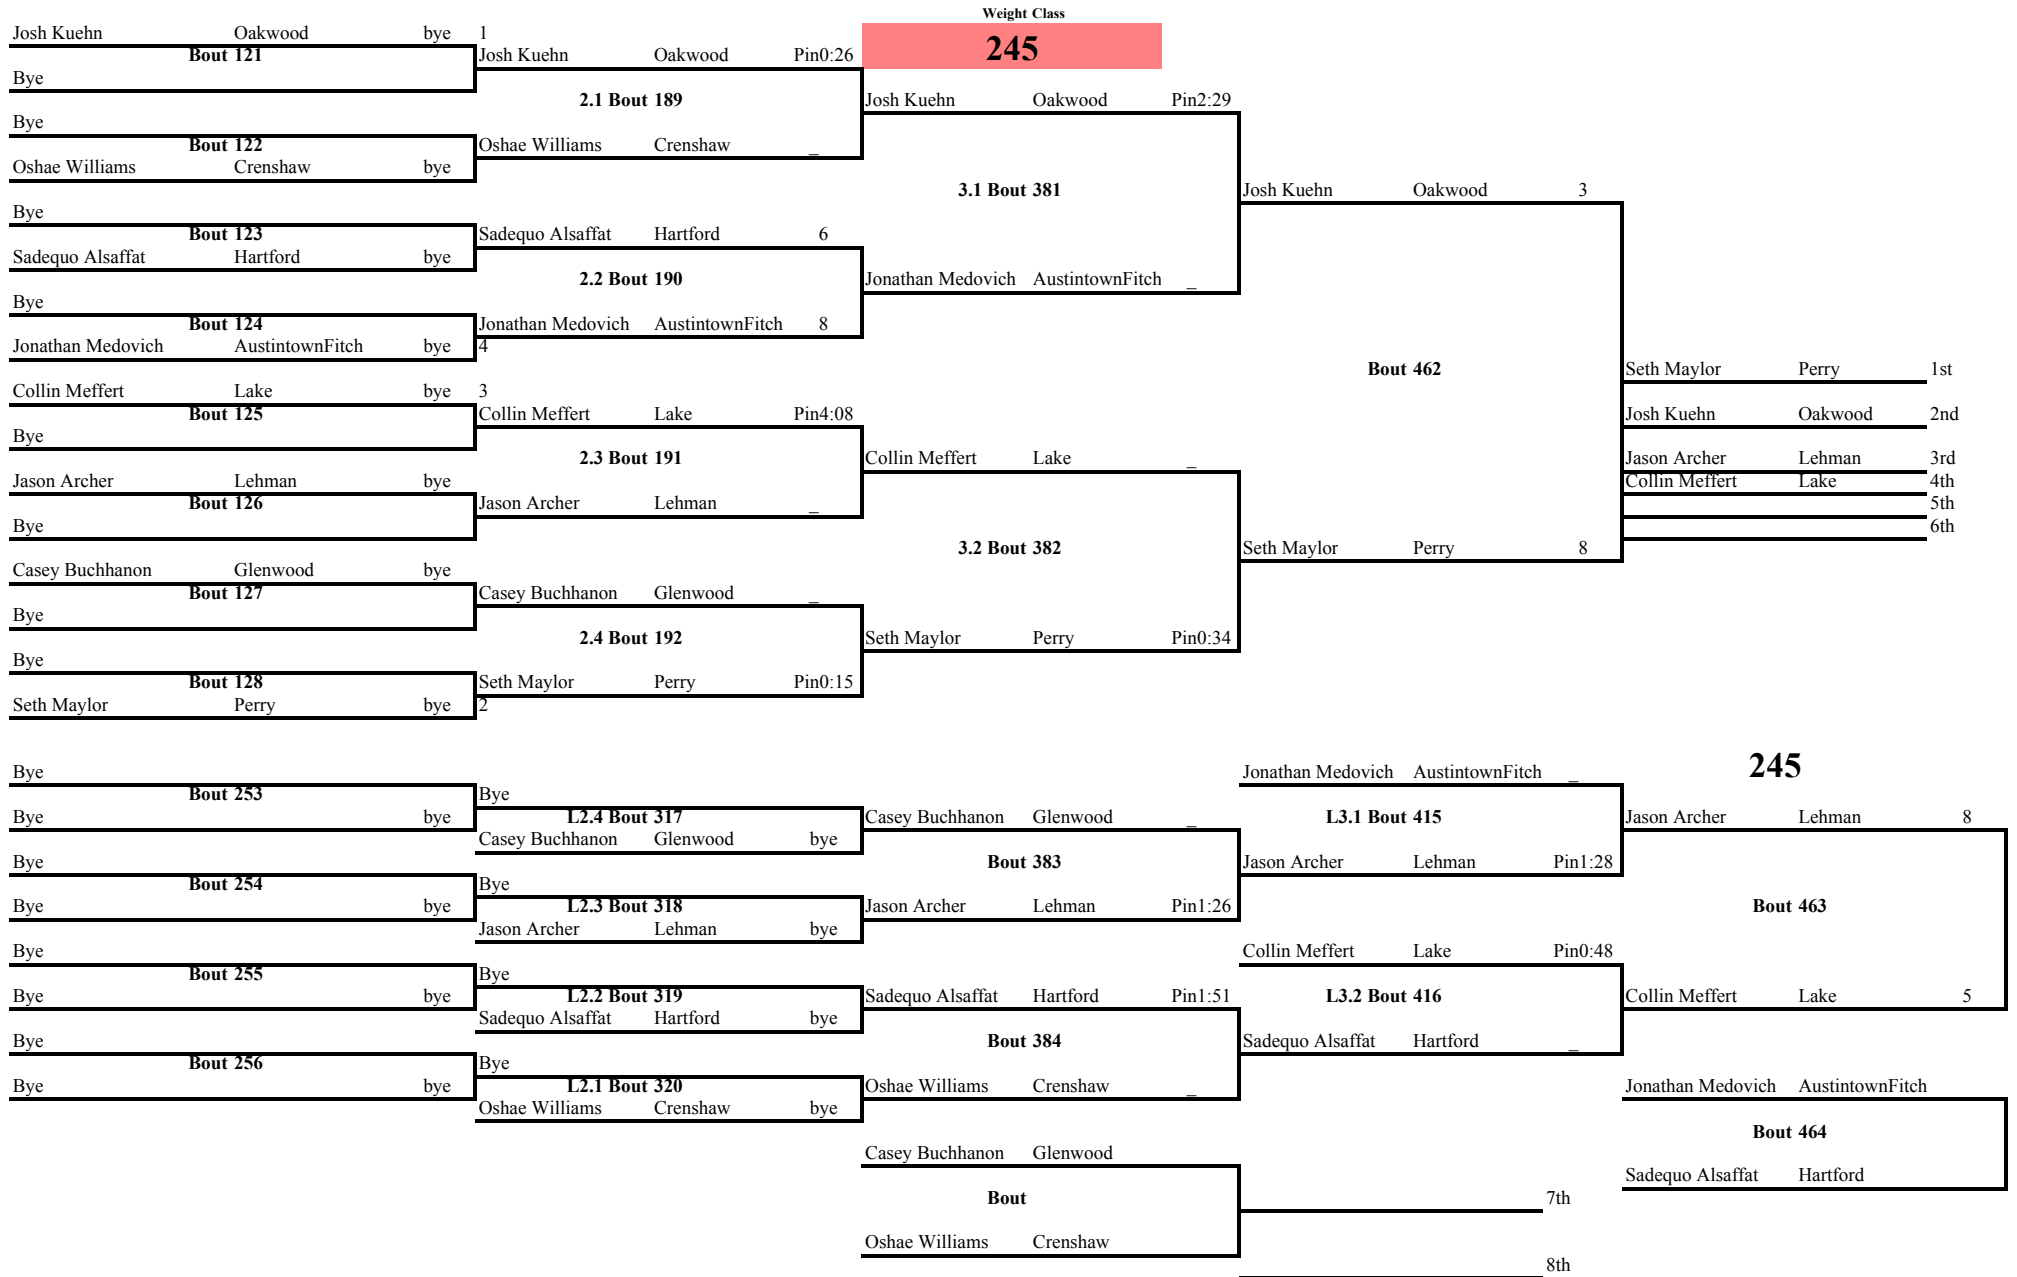 Weight Class
245
Josh Kuehn Oakwood bye 1
Bout 121
Bye
Bye
Bout 122
Oshae Williams Crenshaw bye
Bye
Bout 123
Sadequo Alsaffat Hartford bye
Bye
Bout 124
Jonathan Medovich AustintownFitch bye 4
Collin Meffert Lake bye 3
Bout 125
Bye
Jason Archer Lehman bye
Bout 126
Bye
Casey Buchhanon Glenwood bye
Bout 127
Bye
Bye
Bout 128
Seth Maylor Perry bye 2
Josh Kuehn Oakwood Pin0:26
2.1 Bout 189
Oshae Williams Crenshaw _
Sadequo Alsaffat Hartford 6
2.2 Bout 190
Jonathan Medovich AustintownFitch 8
Collin Meffert Lake Pin4:08
2.3 Bout 191
Jason Archer Lehman _
Casey Buchhanon Glenwood _
2.4 Bout 192
Seth Maylor Perry Pin0:15
Josh Kuehn Oakwood Pin2:29
3.1 Bout 381
Jonathan Medovich AustintownFitch _
Collin Meffert Lake _
3.2 Bout 382
Seth Maylor Perry Pin0:34
Josh Kuehn Oakwood 3
Bout 462
Seth Maylor Perry 8
Seth Maylor Perry 1st
Josh Kuehn Oakwood 2nd
Jason Archer Lehman 3rd
Collin Meffert Lake 4th
5th
6th
Bye
Bout 253
Bye bye
Bye
Bout 254
Bye bye
Bye
Bout 255
Bye bye
Bye
Bout 256
Bye bye
Bye
L2.4 Bout 317
Casey Buchhanon Glenwood bye
Bye
L2.3 Bout 318
Jason Archer Lehman bye
Bye
L2.2 Bout 319
Sadequo Alsaffat Hartford bye
Bye
L2.1 Bout 320
Oshae Williams Crenshaw bye
Casey Buchhanon Glenwood _
Bout 383
Jason Archer Lehman Pin1:26
Sadequo Alsaffat Hartford Pin1:51
Bout 384
Oshae Williams Crenshaw _
Casey Buchhanon Glenwood
Bout
Oshae Williams Crenshaw
7th
8th
Jonathan Medovich AustintownFitch _
L3.1 Bout 415
Jason Archer Lehman Pin1:28
Collin Meffert Lake Pin0:48
L3.2 Bout 416
Sadequo Alsaffat Hartford _
245
Jason Archer Lehman 8
Bout 463
Collin Meffert Lake 5
Jonathan Medovich AustintownFitch
Bout 464
Sadequo Alsaffat Hartford